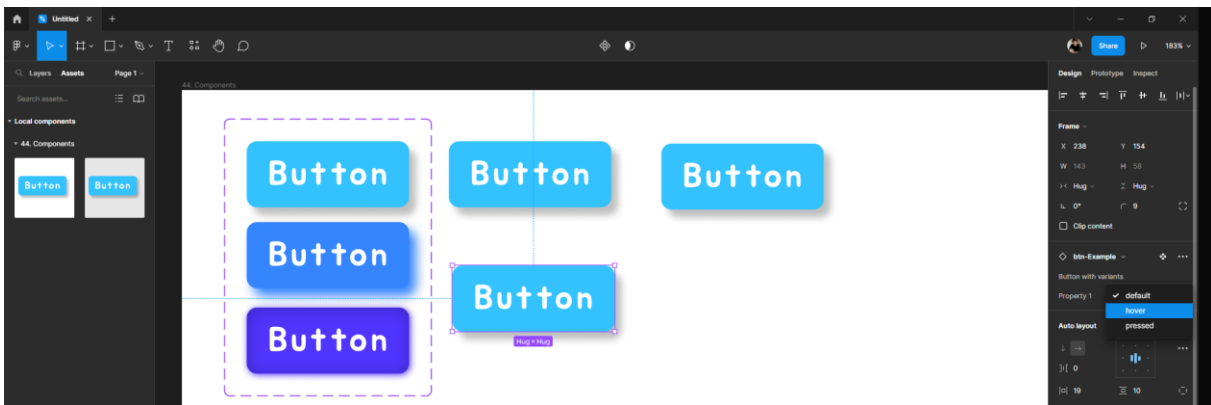 Untitled
Share
183%
Layers Assets Page 1
Design Prototype Inspect
Search assets...
44. Components
Local components
44. Components
Button Button
Button Button Button
Button
Button
Button
Hug × Hug
Frame
X 238 Y 154
W 143 H 58
Hug Hug
0° 9
Clip content
btn-Example
Button with variants
Property 1 default
hover
pressed
Auto layout
0
19 10